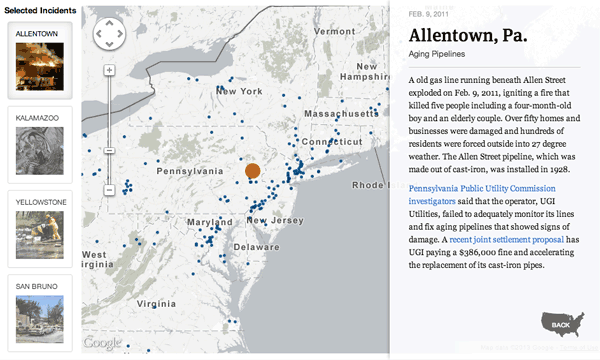 Selected Incidents
ALLENTOWN
KALAMAZOO
YELLOWSTONE
SAN BRUNO
Vermont
New
Hampshire
New York
Massachusetts
Connecticut
Rhode I
Pennsylvania
New Jersey
Maryland
Delaware
West
Virginia
Virginia
Google
FEB. 9, 2011
Allentown, Pa.
Aging Pipelines
A old gas line running beneath Allen Street
exploded on Feb. 9, 2011, igniting a fire that
killed five people including a four-month-old
boy and an elderly couple. Over fifty homes and
businesses were damaged and hundreds of
residents were forced outside into 27 degree
weather. The Allen Street pipeline, which was
made out of cast-iron, was installed in 1928.
Pennsylvania Public Utility Commission
investigators said that the operator, UGI
Utilities, failed to adequately monitor its lines
and fix aging pipelines that showed signs of
damage. A recent joint settlement proposal has
UGI paying a $386,000 fine and accelerating
the replacement of its cast-iron pipes.
BACK